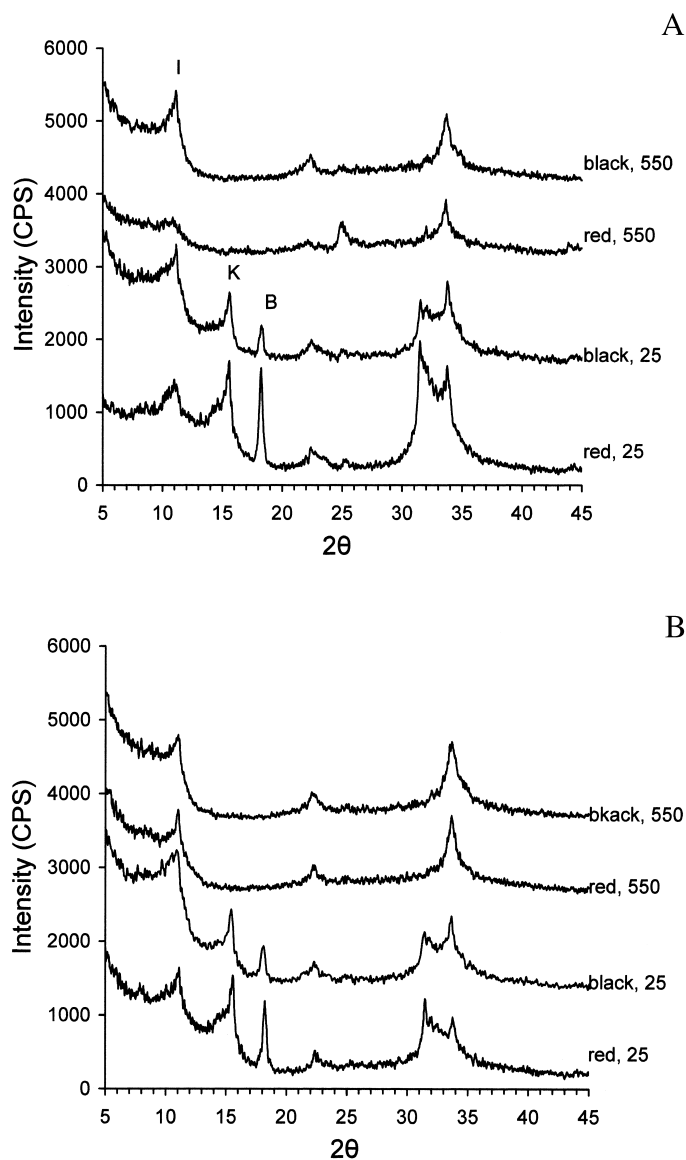 A
6000
I
5000
black, 550
4000
red, 550
3000
K
B
2000
black, 25
1000
red, 25
0
Intensity (CPS)
5 10 15 20 25 30 35 40 45
2θ
B
6000
5000
bkack, 550
4000
3000
red, 550
2000
black, 25
1000
red, 25
0
Intensity (CPS)
5 10 15 20 25 30 35 40 45
2θ